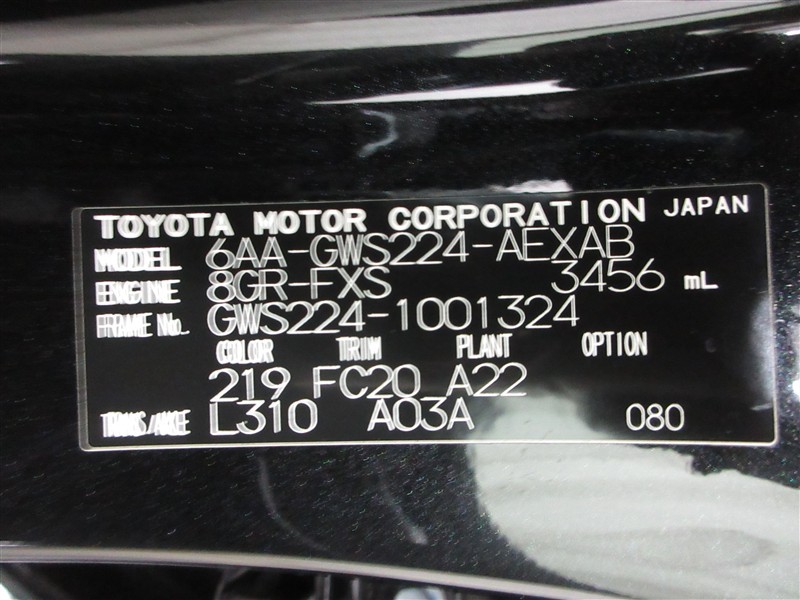 TOYOTA MOTOR CORPORATION JAPAN
MODEL 6AA-GWS224-AEXAB
ENGINE 8GR-FXS 3456 mL
FRAME No. GWS224-1001324
COLOR TRIM PLANT OPTION
219 FC20 A22
TRANS/AXLE L310 A03A 080